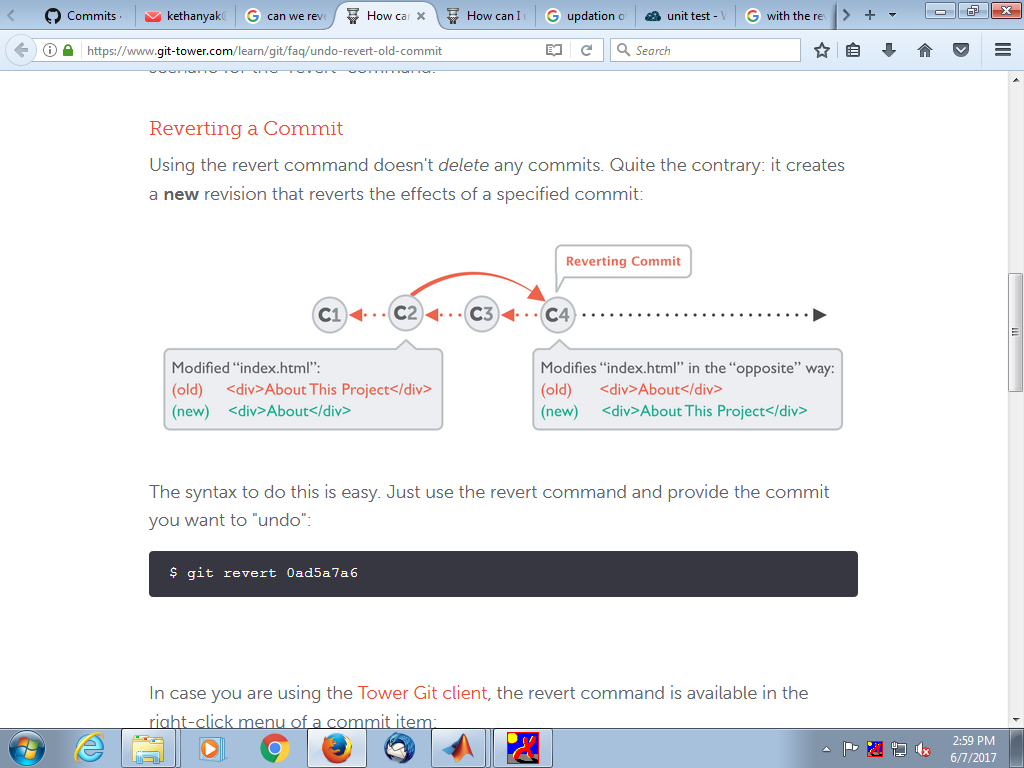 Commits ·
kethanyak
can we rev
How ca
How can I
updation o
unit test -
with the re
https://www.git-tower.com/learn/git/faq/undo-revert-old-commit
Search
scenario for the "revert" command.
Reverting a Commit
Using the revert command doesn't delete any commits. Quite the contrary: it creates
a new revision that reverts the effects of a specified commit:
Reverting Commit
C1 C2 C3 C4
Modified “index.html”:
(old) <div>About This Project</div>
(new) <div>About</div>
Modifies “index.html” in the “opposite” way:
(old) <div>About</div>
(new) <div>About This Project</div>
The syntax to do this is easy. Just use the revert command and provide the commit
you want to "undo":
$ git revert 0ad5a7a6
In case you are using the Tower Git client, the revert command is available in the
right-click menu of a commit item:
2:59 PM
6/7/2017